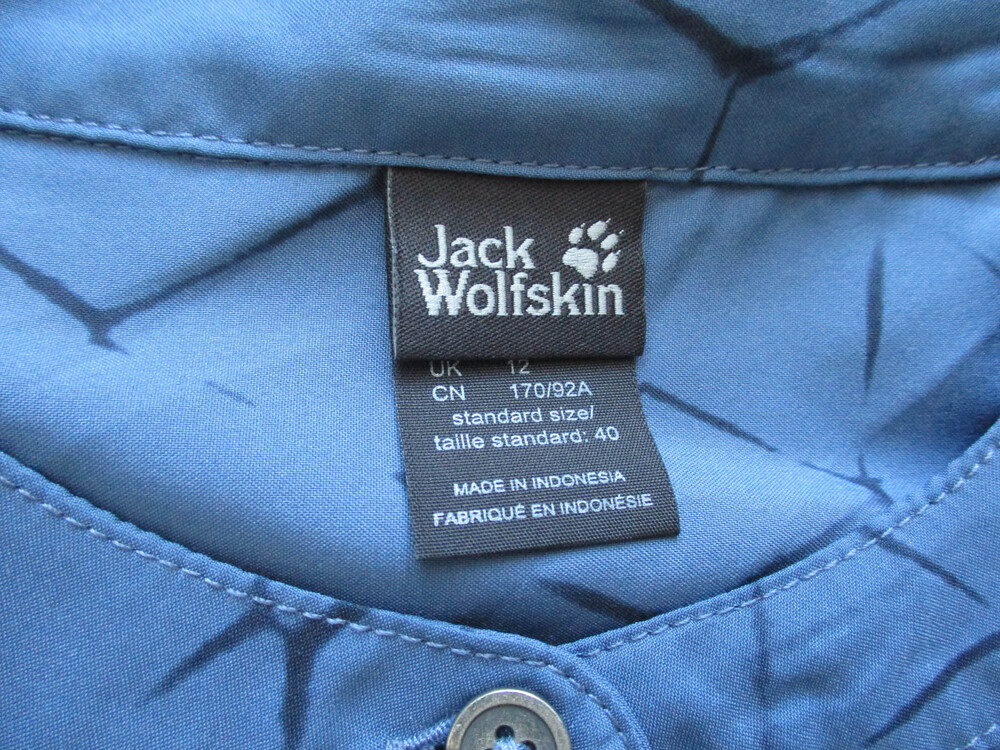 Jack
Wolfskin
UK 12
CN 170/92A
standard size/
taille standard: 40
MADE IN INDONESIA
FABRIQUÉ EN INDONÉSIE